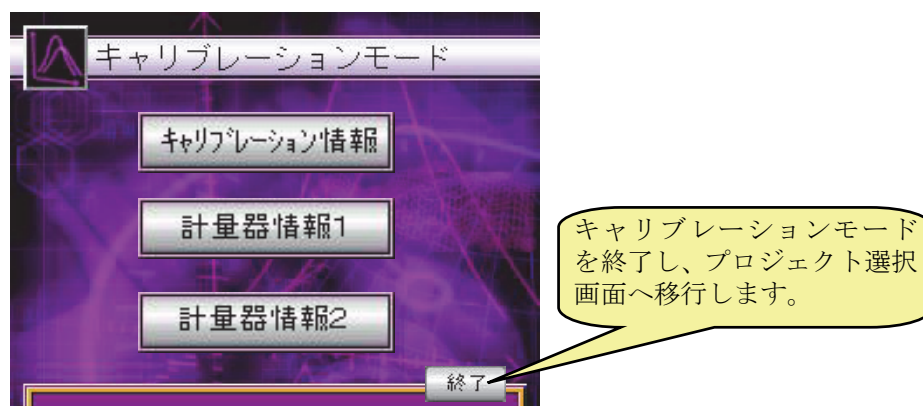 キャリブレーションモード
ｷｬﾘﾌﾞﾚｰｼｮﾝ情報
計量器情報1
計量器情報2
終了
キャリブレーションモード
を終了し、プロジェクト選択
画面へ移行します。